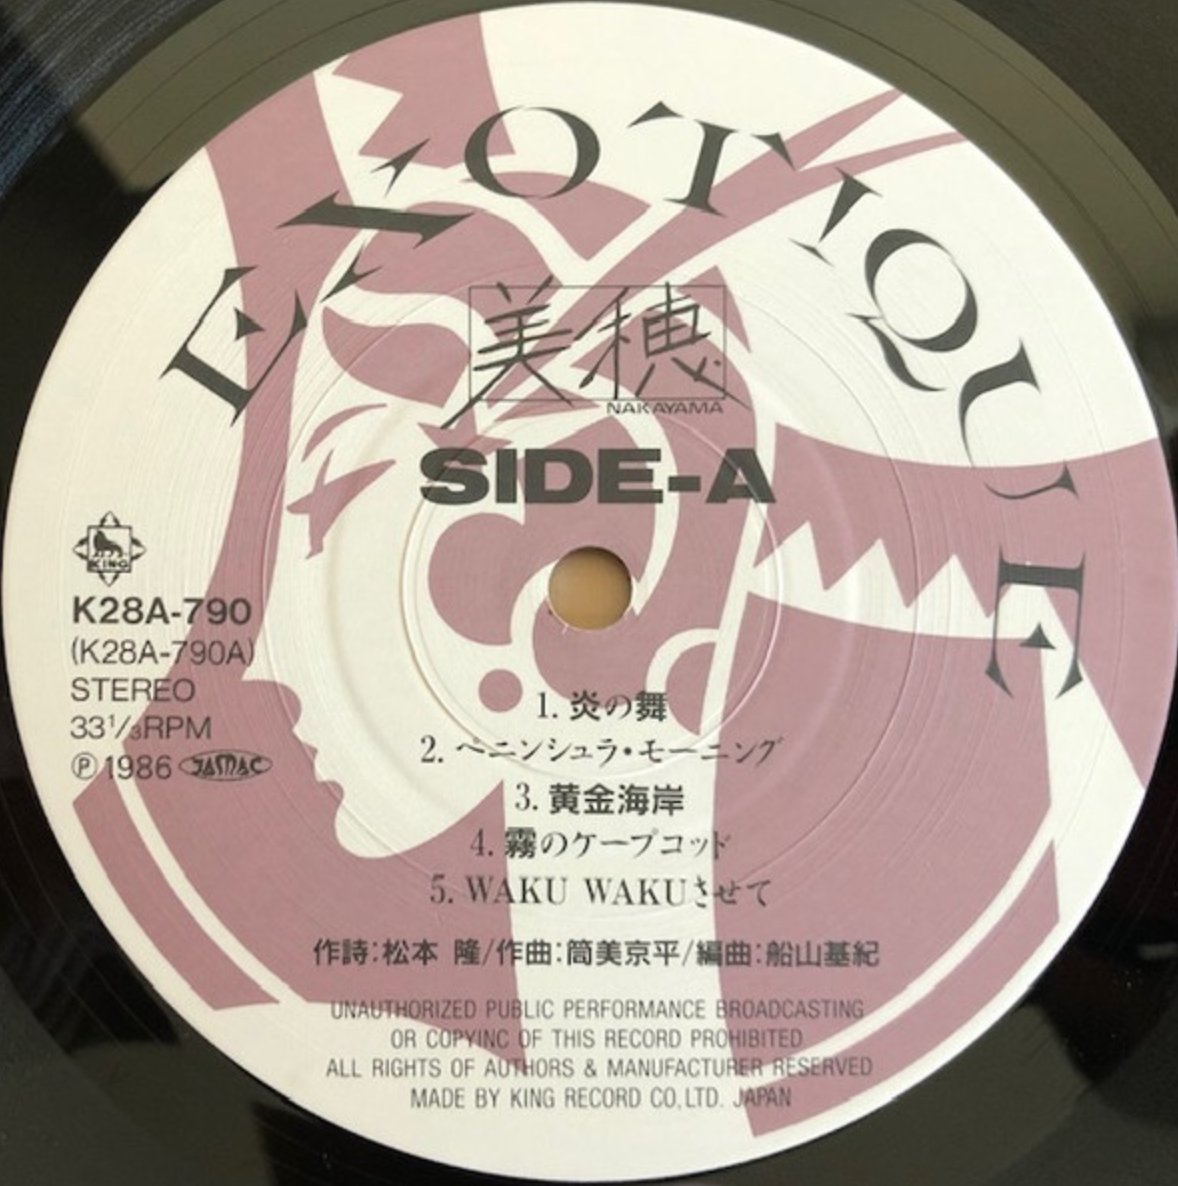 EXOTIQUE
美穂
NAKAYAMA
SIDE-A
KING
K28A-790
(K28A-790A)
STEREO
33 1/3RPM
Ⓟ1986 JASRAC
1. 炎の舞
2. ペニンシュラ・モーニング
3. 黄金海岸
4. 霧のケープコッド
5. WAKU WAKUさせて
作詩:松本 隆/作曲:筒美京平/編曲:船山基紀
UNAUTHORIZED PUBLIC PERFORMANCE BROADCASTING
OR COPYINC OF THIS RECORD PROHIBITED
ALL RIGHTS OF AUTHORS & MANUFACTURER RESERVED
MADE BY KING RECORD CO,LTD. JAPAN